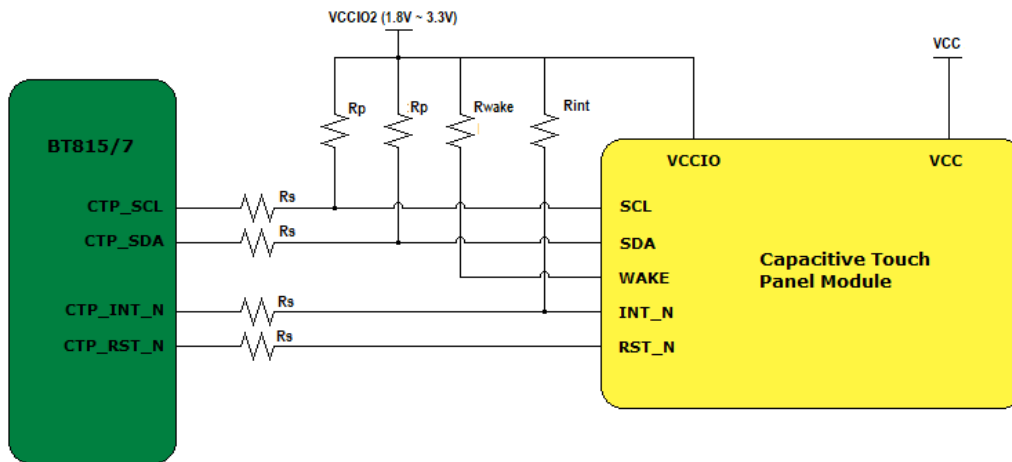 VCCIO2 (1.8V ~ 3.3V)
VCC
Rp
Rp
Rwake
Rint
BT815/7
VCCIO
VCC
CTP_SCL
Rs
SCL
CTP_SDA
Rs
SDA
Capacitive Touch
Panel Module
WAKE
CTP_INT_N
Rs
INT_N
CTP_RST_N
Rs
RST_N